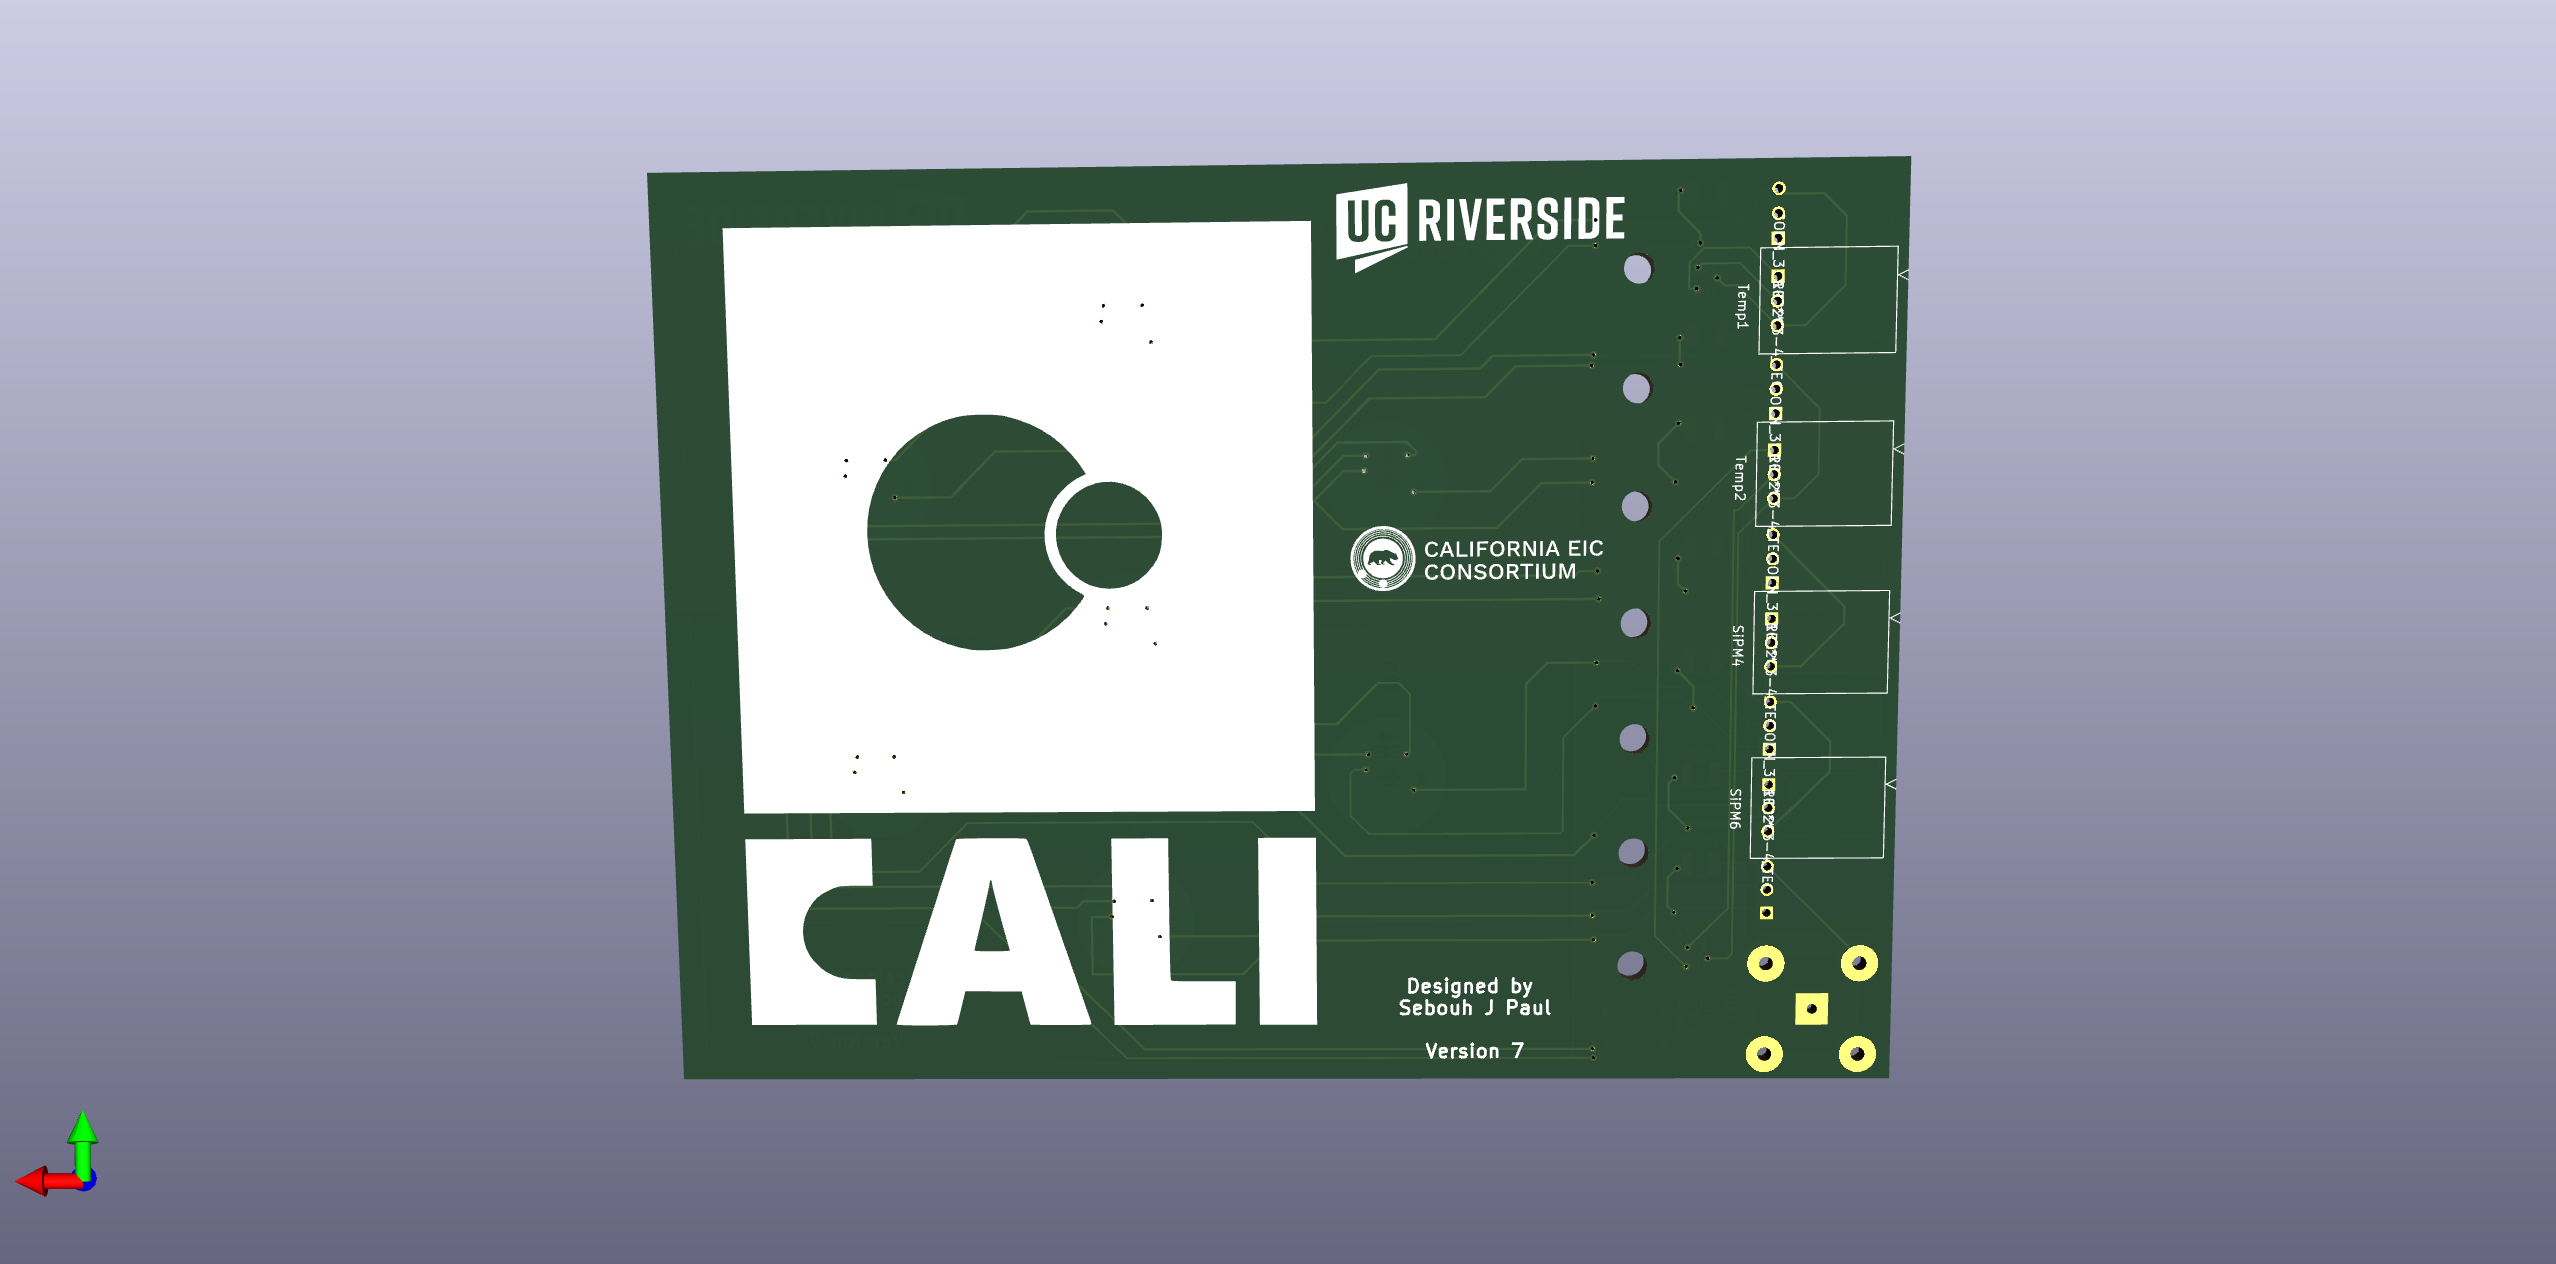 UC RIVERSIDE
Temp1
Temp2
CALIFORNIA EIC
CONSORTIUM
SiPM4
SiPM6
CALI
Designed by
Sebouh J Paul
Version 7